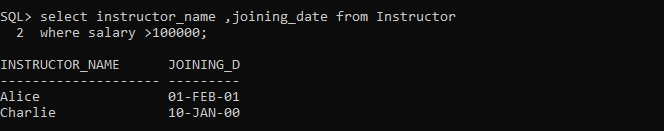 SQL> select instructor_name ,joining_date from Instructor
  2  where salary >100000;
INSTRUCTOR_NAME      JOINING_D
-------------------- ---------
Alice                01-FEB-01
Charlie              10-JAN-00